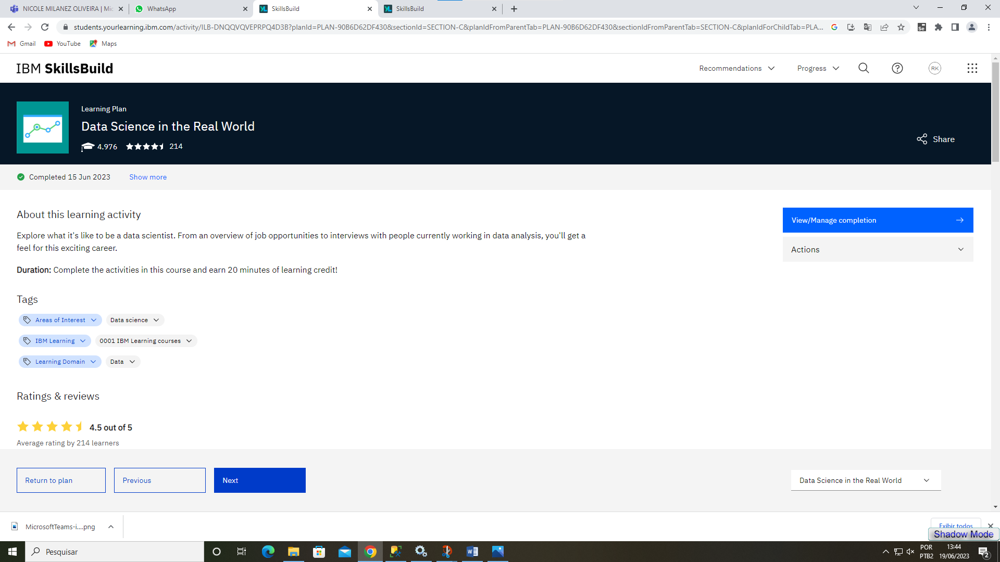 NICOLE MILANEZ OLIVEIRA | Mic
WhatsApp
SkillsBuild
SkillsBuild
students.yourlearning.ibm.com/activity/ILB-DNQQVQVEPRPQ4D3B?planId=PLAN-90B6D62DF430&sectionId=SECTION-C&planIdFromParentTab=PLAN-90B6D62DF430&sectionIdFromParentTab=SECTION-C&planIdForChildTab=PLA...
Gmail
YouTube
Maps
IBM SkillsBuild
Recommendations
Progress
RK
Learning Plan
Data Science in the Real World
4.976
214
Share
Completed 15 Jun 2023
Show more
About this learning activity
View/Manage completion
Explore what it's like to be a data scientist. From an overview of job opportunities to interviews with people currently working in data analysis, you'll get a
feel for this exciting career.
Actions
Duration: Complete the activities in this course and earn 20 minutes of learning credit!
Tags
Areas of Interest
Data science
IBM Learning
0001 IBM Learning courses
Learning Domain
Data
Ratings & reviews
4.5 out of 5
Average rating by 214 learners
Return to plan
Previous
Next
Data Science in the Real World
MicrosoftTeams-i....png
Exibir todos
Shadow Mode
Pesquisar
POR
PTB2
13:44
19/06/2023
2